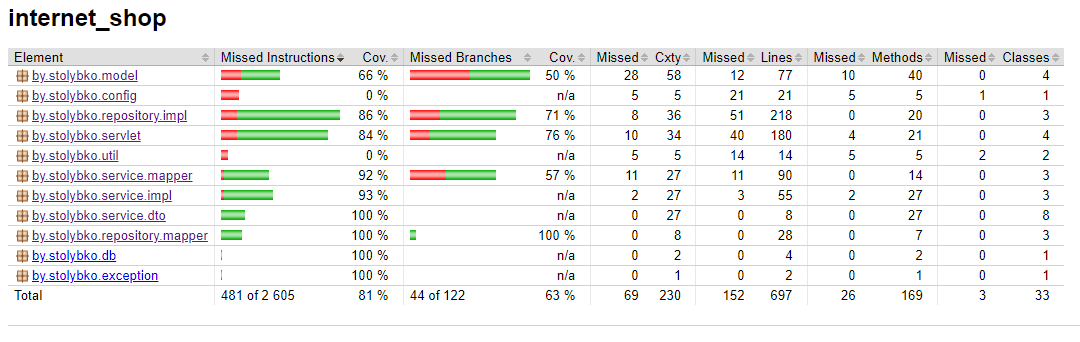 internet_shop
Element Missed Instructions Cov. Missed Branches Cov. Missed Cxty Missed Lines Missed Methods Missed Classes
by.stolybko.model 66 % 50 % 28 58 12 77 10 40 0 4
by.stolybko.config 0 % n/a 5 5 21 21 5 5 1 1
by.stolybko.repository.impl 86 % 71 % 8 36 51 218 0 20 0 3
by.stolybko.servlet 84 % 76 % 10 34 40 180 4 21 0 4
by.stolybko.util 0 % n/a 5 5 14 14 5 5 2 2
by.stolybko.service.mapper 92 % 57 % 11 27 11 90 0 14 0 3
by.stolybko.service.impl 93 % n/a 2 27 3 55 2 27 0 3
by.stolybko.service.dto 100 % n/a 0 27 0 8 0 27 0 8
by.stolybko.repository.mapper 100 % 100 % 0 8 0 28 0 7 0 3
by.stolybko.db 100 % n/a 0 2 0 4 0 2 0 1
by.stolybko.exception 100 % n/a 0 1 0 2 0 1 0 1
Total 481 of 2 605 81 % 44 of 122 63 % 69 230 152 697 26 169 3 33